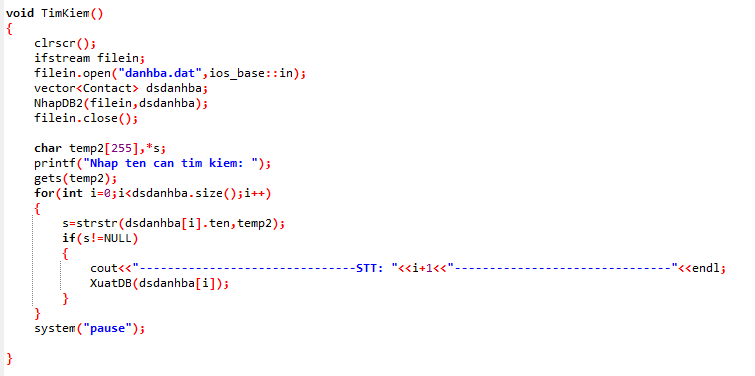 void TimKiem()
{
    clrscr();
    ifstream filein;
    filein.open("danhba.dat",ios_base::in);
    vector<Contact> dsdanhba;
    NhapDB2(filein,dsdanhba);
    filein.close();

    char temp2[255],*s;
    printf("Nhap ten can tim kiem: ");
    gets(temp2);
    for(int i=0;i<dsdanhba.size();i++)
    {
        s=strstr(dsdanhba[i].ten,temp2);
        if(s!=NULL)
        {
            cout<<"-------------------------------STT: "<<i+1<<"-------------------------------"<<endl;
            XuatDB(dsdanhba[i]);
        }
    }
    system("pause");

}